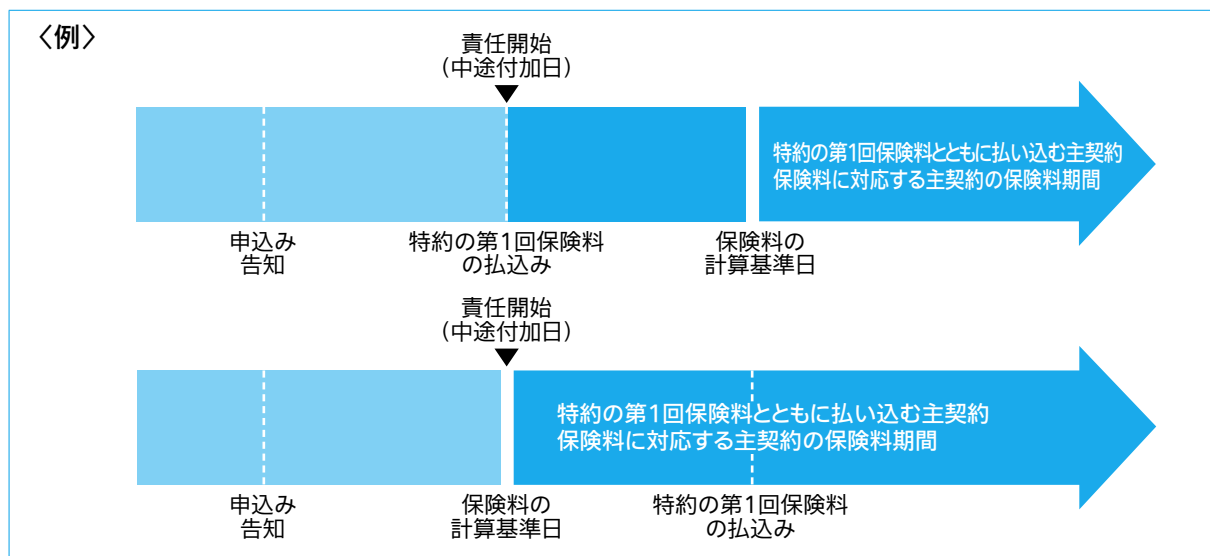 〈例〉
責任開始
（中途付加日）
特約の第1回保険料とともに払い込む主契約
保険料に対応する主契約の保険料期間
申込み
告知
特約の第1回保険料
の払込み
保険料の
計算基準日
責任開始
（中途付加日）
特約の第1回保険料とともに払い込む主契約
保険料に対応する主契約の保険料期間
申込み
告知
保険料の
計算基準日
特約の第1回保険料
の払込み